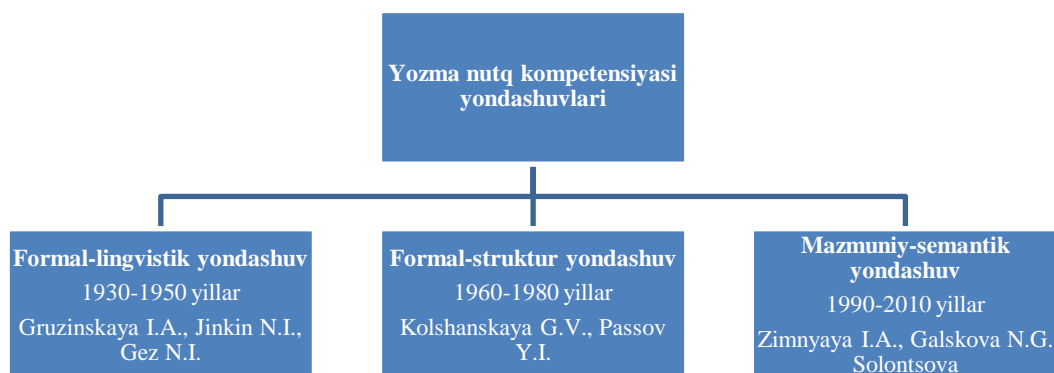 Yozma nutq kompetensiyasi
yondashuvlari
Formal-lingvistik yondashuv
1930-1950 yillar
Gruzinskaya I.A., Jinkin N.I.,
Gez N.I.
Formal-struktur yondashuv
1960-1980 yillar
Kolshanskaya G.V., Passov
Y.I.
Mazmuniy-semantik
yondashuv
1990-2010 yillar
Zimnyaya I.A., Galskova N.G.
Solontsova